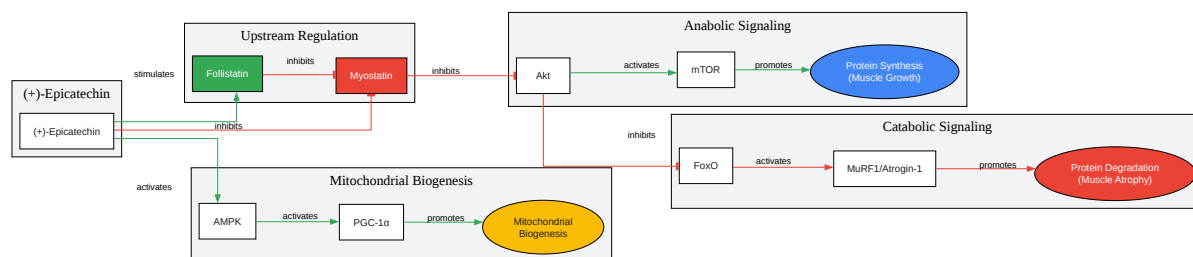 Anabolic Signaling
Upstream Regulation
stimulates
Follistatin
inhibits
Myostatin
inhibits
Akt
activates
mTOR
promotes
Protein Synthesis
(Muscle Growth)
(+)-Epicatechin
(+)-Epicatechin
inhibits
inhibits
Catabolic Signaling
FoxO
activates
MuRF1/Atrogin-1
promotes
Protein Degradation
(Muscle Atrophy)
activates
Mitochondrial Biogenesis
AMPK
activates
PGC-1α
promotes
Mitochondrial
Biogenesis